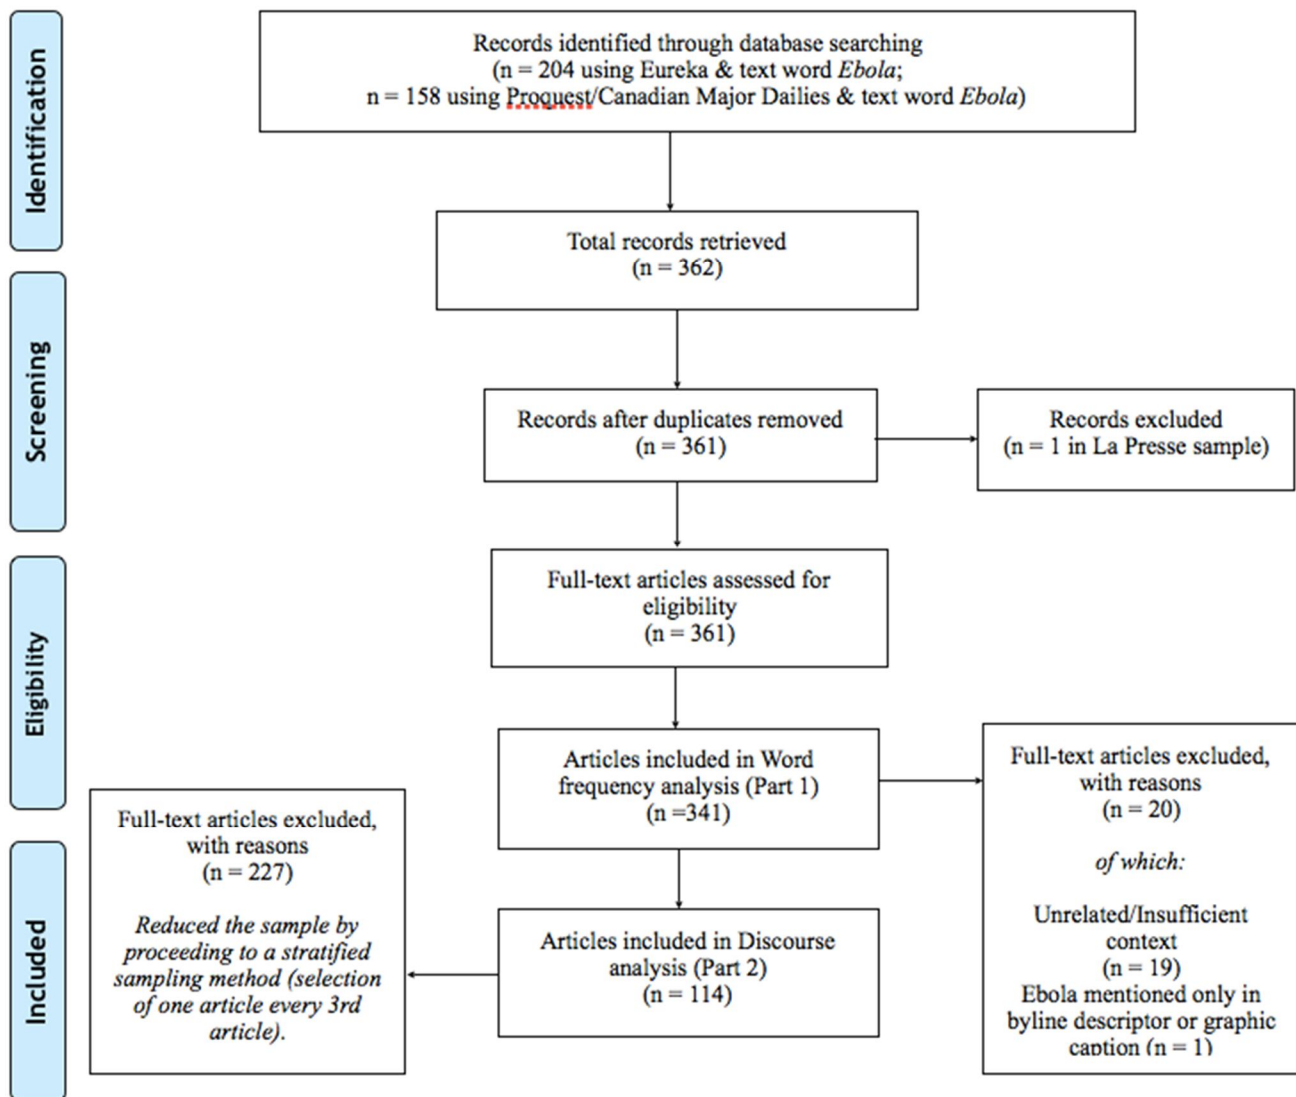 Identification
Records identified through database searching
(n = 204 using Eureka & text word Ebola;
n = 158 using Proquest/Canadian Major Dailies & text word Ebola)
Total records retrieved
(n = 362)
Screening
Records after duplicates removed
(n = 361)
Records excluded
(n = 1 in La Presse sample)
Eligibility
Full-text articles assessed for
eligibility
(n = 361)
Articles included in Word
frequency analysis (Part 1)
(n =341)
Full-text articles excluded,
with reasons
(n = 20)
of which:
Unrelated/Insufficient
context
(n = 19)
Ebola mentioned only in
byline descriptor or graphic
caption (n = 1)
Included
Articles included in Discourse
analysis (Part 2)
(n = 114)
Full-text articles excluded,
with reasons
(n = 227)
Reduced the sample by
proceeding to a stratified
sampling method (selection
of one article every 3rd
article).